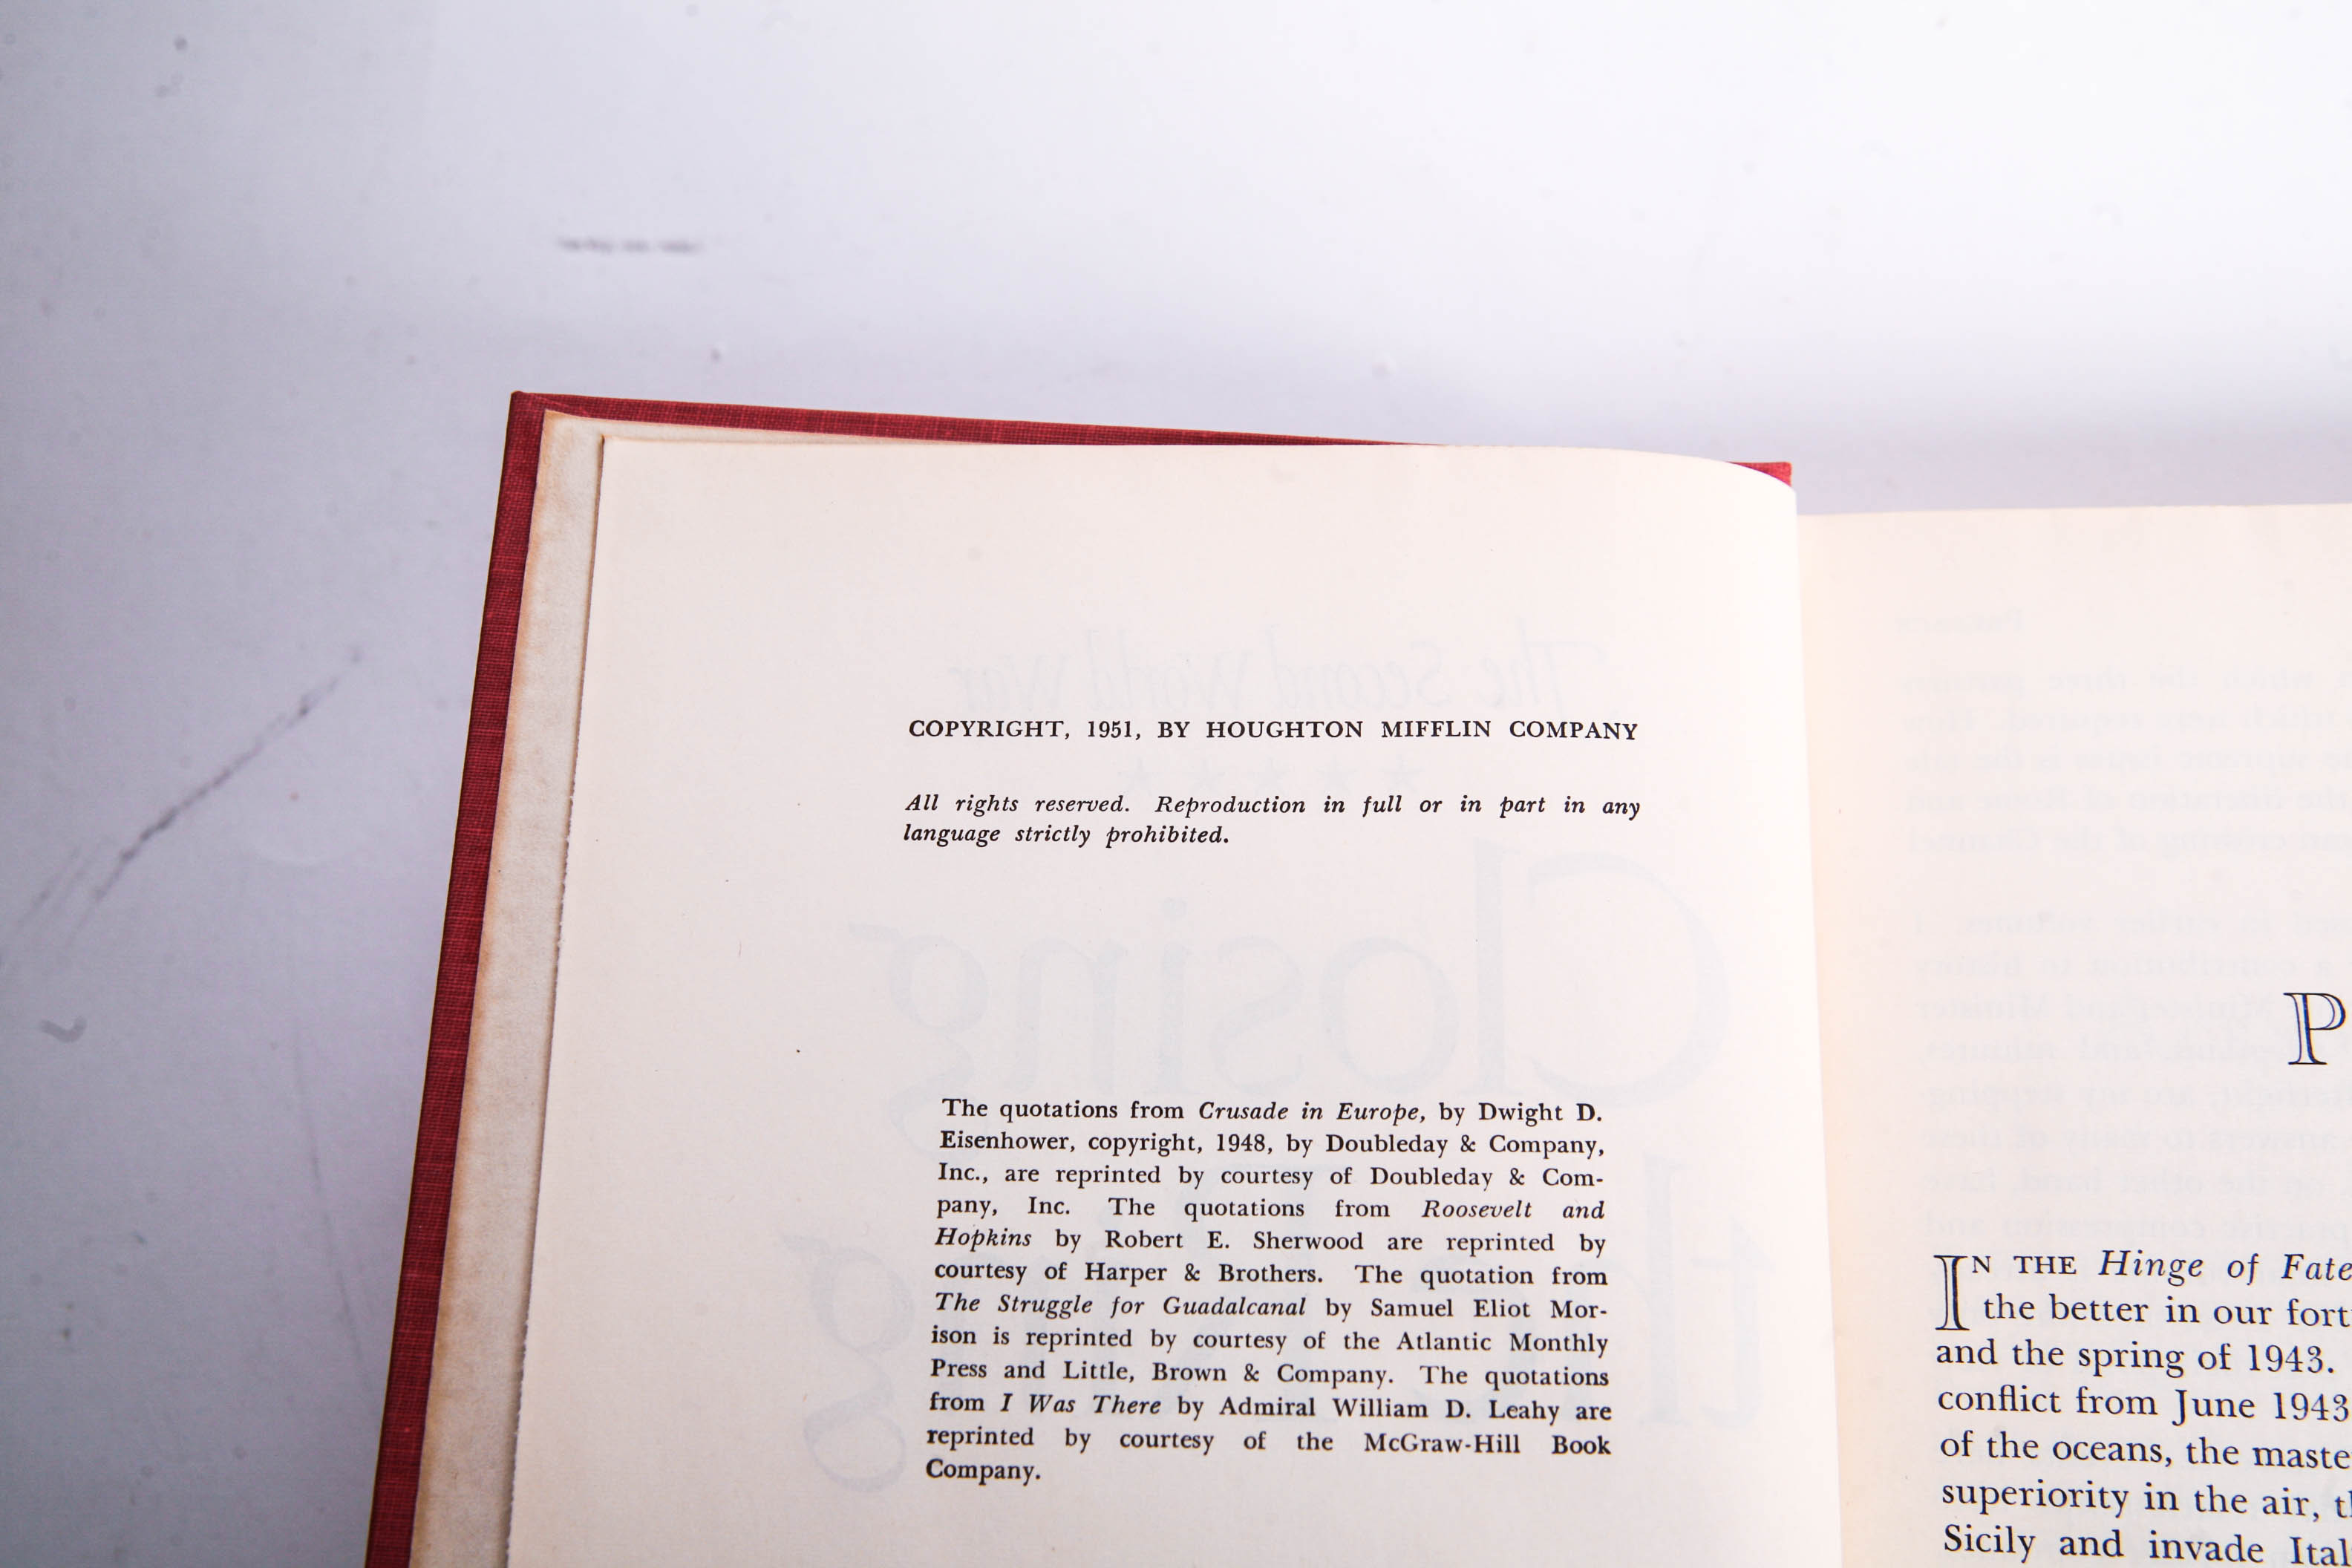 COPYRIGHT, 1951, BY HOUGHTON MIFFLIN COMPANY
All rights reserved. Reproduction in full or in part in any
language strictly prohibited.
The quotations from Crusade in Europe, by Dwight D.
Eisenhower, copyright, 1948, by Doubleday & Company,
Inc., are reprinted by courtesy of Doubleday & Com-
pany, Inc. The quotations from Roosevelt and
Hopkins by Robert E. Sherwood are reprinted by
courtesy of Harper & Brothers. The quotation from
The Struggle for Guadalcanal by Samuel Eliot Mor-
ison is reprinted by courtesy of the Atlantic Monthly
Press and Little, Brown & Company. The quotations
from I Was There by Admiral William D. Leahy are
reprinted by courtesy of the McGraw-Hill Book
Company.
P
IN THE Hinge of Fate
the better in our fort
and the spring of 1943.
conflict from June 1943
of the oceans, the maste
superiority in the air, t
Sicily and invade Ital
The Second World War
Closing